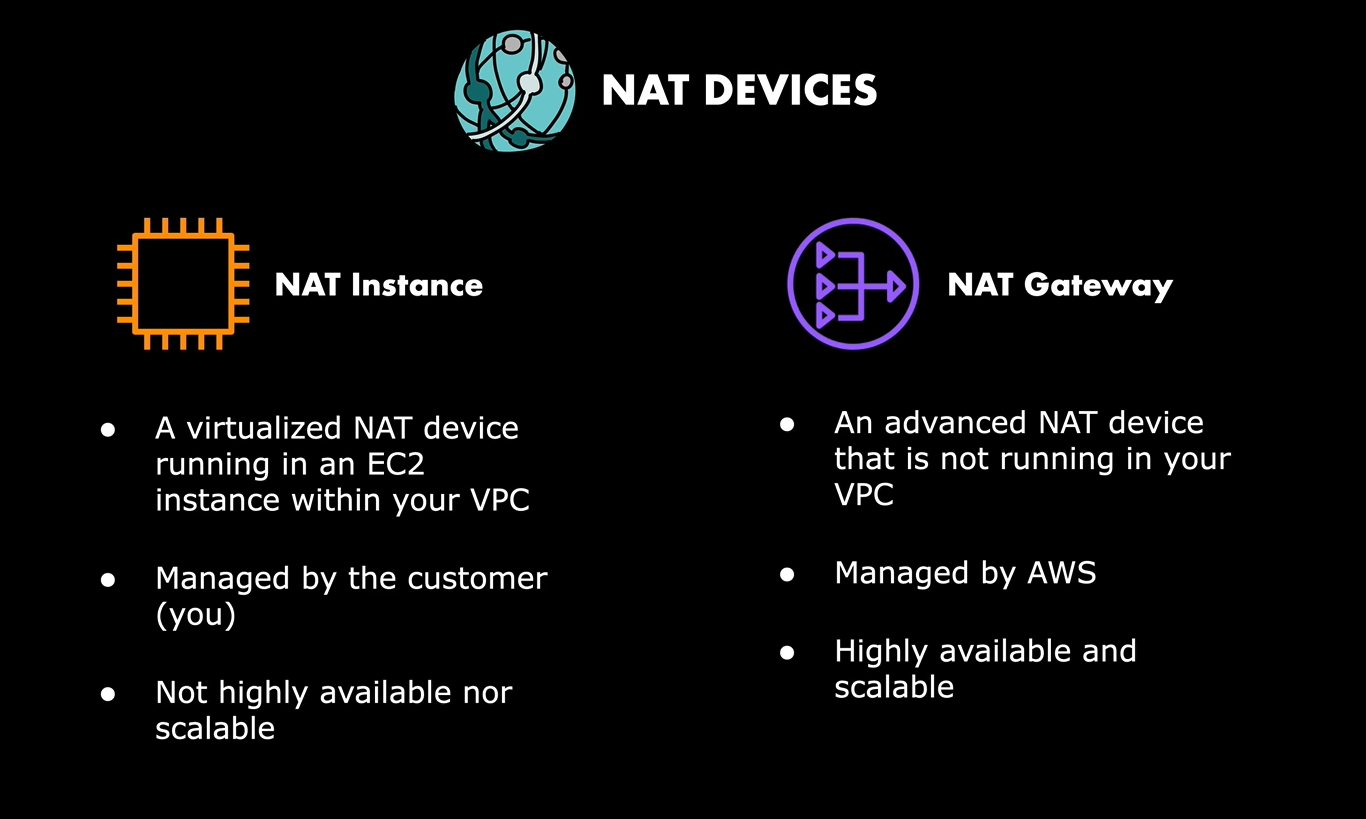 NAT DEVICES
NAT Instance
● A virtualized NAT device
running in an EC2
instance within your VPC
● Managed by the customer
(you)
● Not highly available nor
scalable
NAT Gateway
● An advanced NAT device
that is not running in your
VPC
● Managed by AWS
● Highly available and
scalable